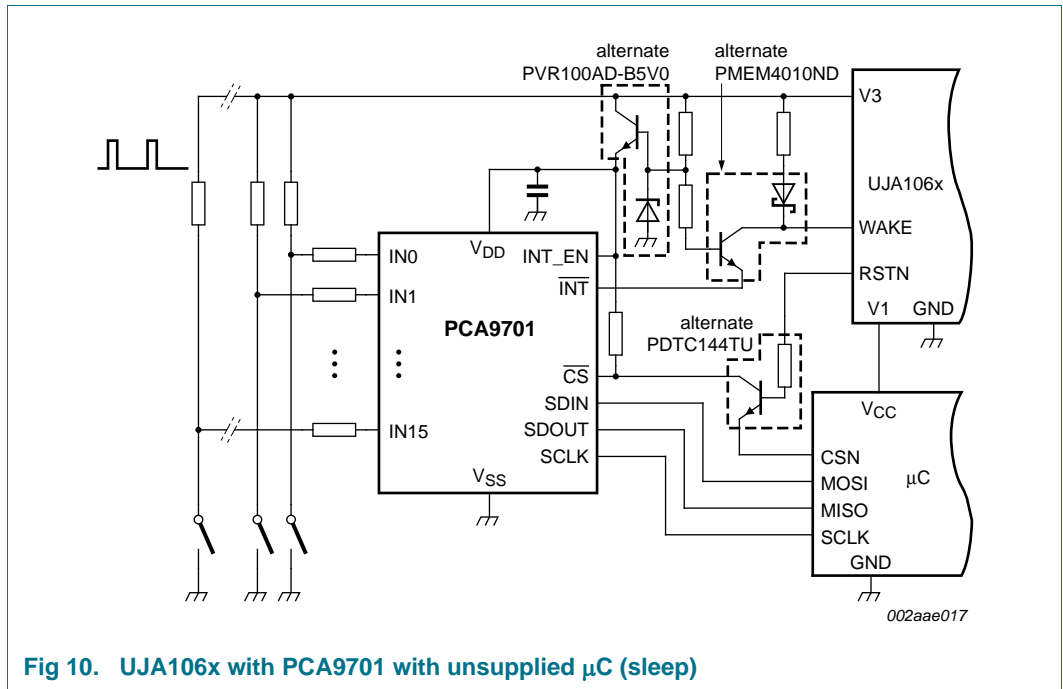 alternate
PVR100AD-B5V0
alternate
PMEM4010ND
V3
UJA106x
WAKE
RSTN
V1
GND
VDD
INT_EN
INT
IN0
IN1
PCA9701
CS
SDIN
SDOUT
SCLK
IN15
VSS
alternate
PDTC144TU
VCC
CSN
MOSI
MISO
SCLK
μC
GND
002aae017
Fig 10. UJA106x with PCA9701 with unsupplied μC (sleep)